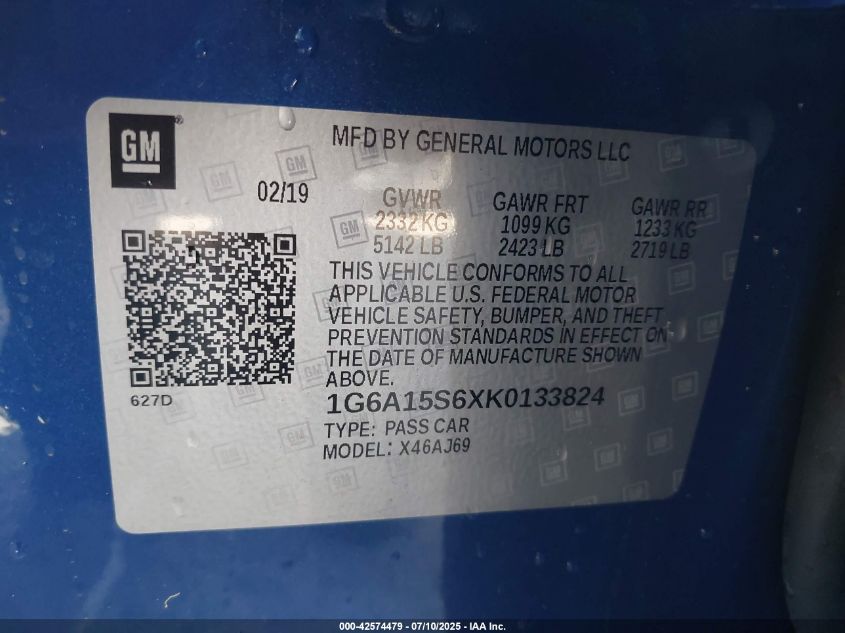 GM
MFD BY GENERAL MOTORS LLC
02/19
GVWR GAWR FRT GAWR RR
2332 KG 1099 KG 1233 KG
5142 LB 2423 LB 2719 LB
THIS VEHICLE CONFORMS TO ALL
APPLICABLE U.S. FEDERAL MOTOR
VEHICLE SAFETY, BUMPER, AND THEFT
PREVENTION STANDARDS IN EFFECT ON
THE DATE OF MANUFACTURE SHOWN
ABOVE.
627D
1G6A15S6XK0133824
TYPE: PASS CAR
MODEL: X46AJ69
000-42574479 - 07/10/2025 - IAA Inc.